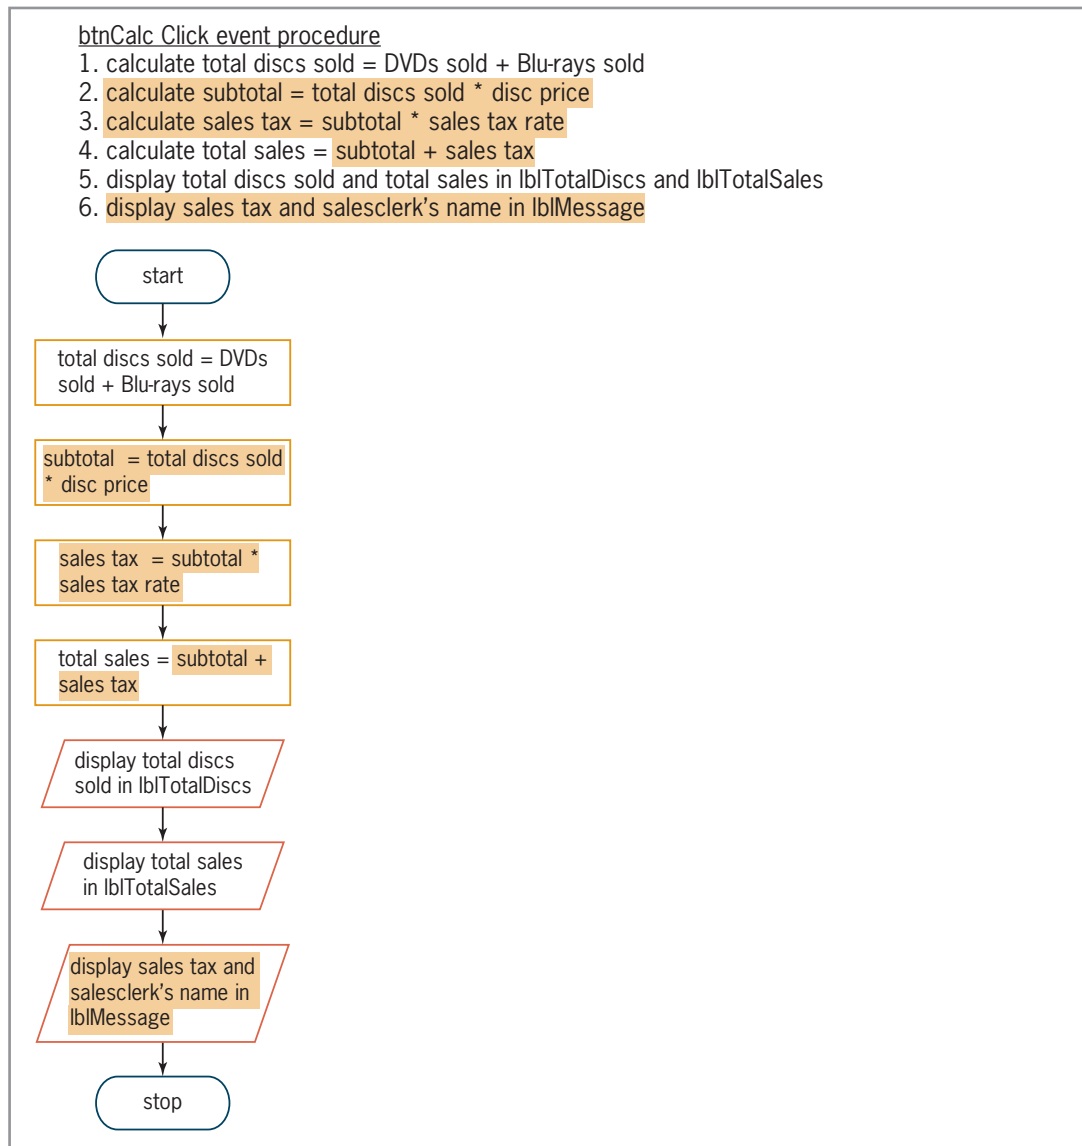 btnCalc Click event procedure
1. calculate total discs sold = DVDs sold + Blu-rays sold
2. calculate subtotal = total discs sold * disc price
3. calculate sales tax = subtotal * sales tax rate
4. calculate total sales = subtotal + sales tax
5. display total discs sold and total sales in lblTotalDiscs and lblTotalSales
6. display sales tax and salesclerk's name in lblMessage
start
total discs sold = DVDs
sold + Blu-rays sold
subtotal = total discs sold
* disc price
sales tax = subtotal *
sales tax rate
total sales = subtotal +
sales tax
display total discs
sold in lblTotalDiscs
display total sales
in lblTotalSales
display sales tax and
salesclerk's name in
lblMessage
stop